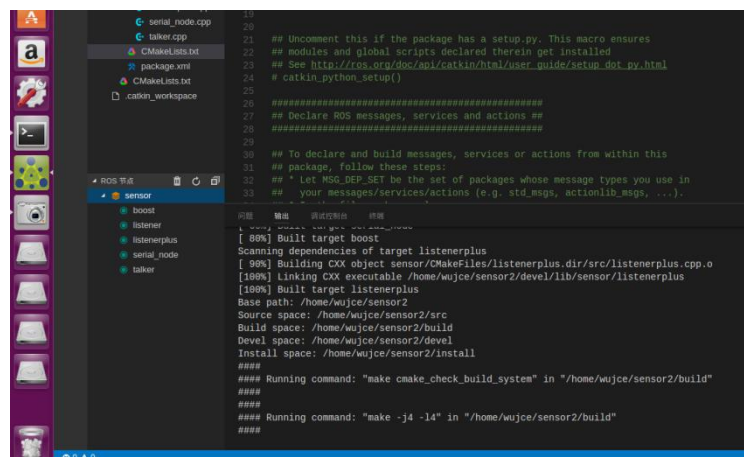 serial_node.cpp
talker.cpp
CMakeLists.txt
package.xml
CMakeLists.txt
.catkin_workspace
ROS 节点
sensor
boost
listener
listenerplus
serial_node
talker
19
20
21 ## Uncomment this if the package has a setup.py. This macro ensures
22 ## modules and global scripts declared therein get installed
23 ## See http://ros.org/doc/api/catkin/html/user_guide/setup_dot_py.html
24 # catkin_python_setup()
25
26 ################################################
27 ## Declare ROS messages, services and actions ##
28 ################################################
29
30 ## To declare and build messages, services or actions from within this
31 ## package, follow these steps:
32 ## * Let MSG_DEP_SET be the set of packages whose message types you use in
33 ##   your messages/services/actions (e.g. std_msgs, actionlib_msgs, ...).
问题 输出 调试控制台 终端
Built target serial_node
[ 80%] Built target boost
Scanning dependencies of target listenerplus
[ 90%] Building CXX object sensor/CMakeFiles/listenerplus.dir/src/listenerplus.cpp.o
[100%] Linking CXX executable /home/wujce/sensor2/devel/lib/sensor/listenerplus
[100%] Built target listenerplus
Base path: /home/wujce/sensor2
Source space: /home/wujce/sensor2/src
Build space: /home/wujce/sensor2/build
Devel space: /home/wujce/sensor2/devel
Install space: /home/wujce/sensor2/install
####
#### Running command: "make cmake_check_build_system" in "/home/wujce/sensor2/build"
####
####
#### Running command: "make -j4 -l4" in "/home/wujce/sensor2/build"
####